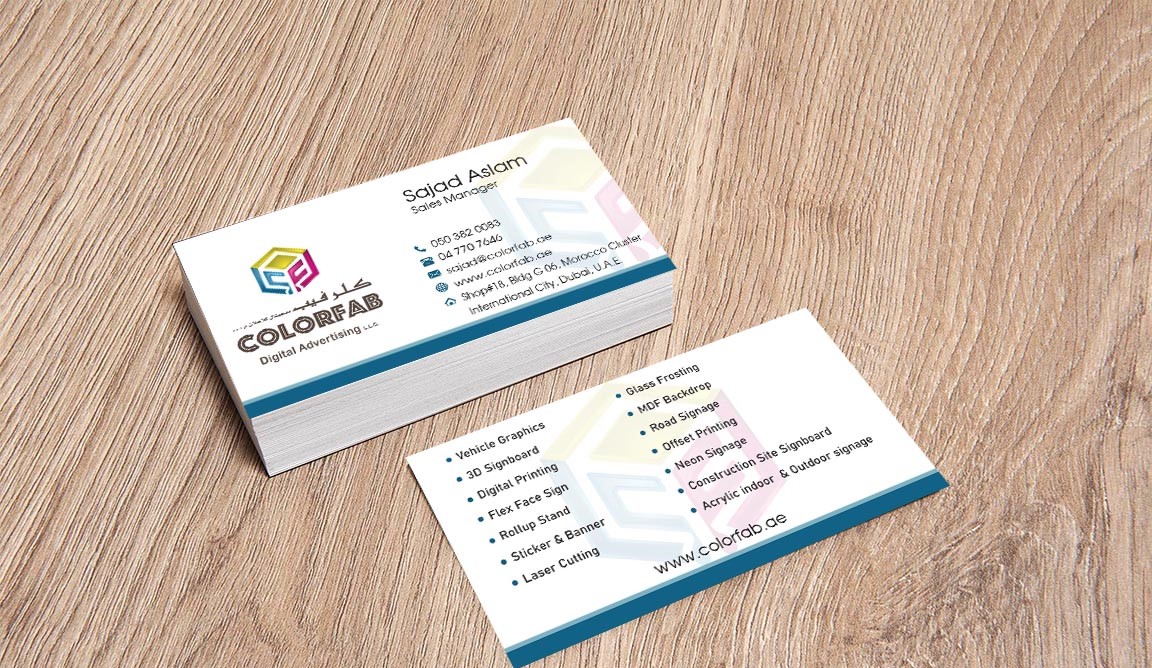 Sajad Aslam
Sales Manager
050 382 0083
04 770 7646
sajad@colorfab.ae
www.colorfab.ae
Shop#18, Bldg G 06, Morocco Cluster
International City, Dubai, U.A.E.
كلرفيب
COLORFAB
Digital Advertising L.L.C.
Vehicle Graphics
3D Signboard
Digital Printing
Flex Face Sign
Rollup Stand
Sticker & Banner
Laser Cutting
Glass Frosting
MDF Backdrop
Road Signage
Offset Printing
Neon Signage
Construction Site Signboard
Acrylic indoor & Outdoor signage
www.colorfab.ae